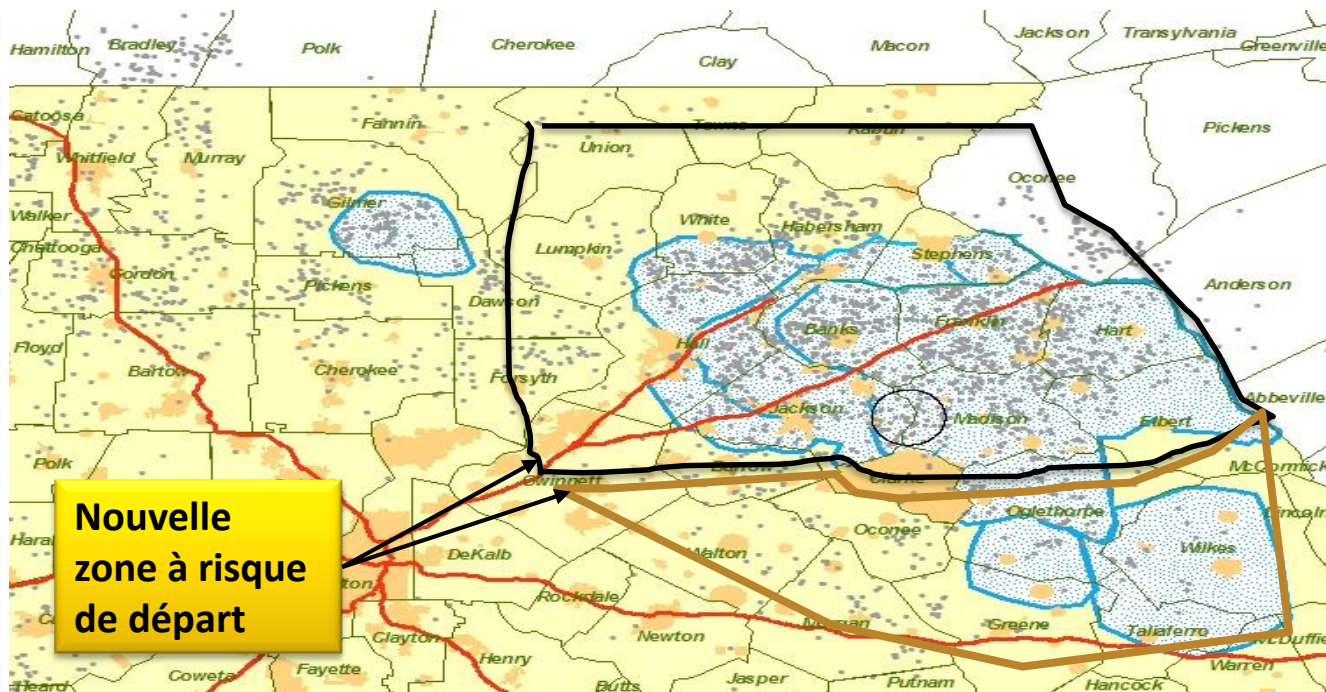 Hamilton Bradley Polk Cherokee Macon Jackson Transylvania
Greenville
Clay
Catoosa Fannin Towns Rabun Pickens
Whitfield Murray Union
Oconee
Walker Gilmer White Habersham
Chattooga Lumpkin Stephens
Gordon Pickens Dawson Anderson
Floyd Banks Franklin Hart
Bartow Cherokee Forsyth Hall
Jackson Madison Elbert Abbeville
Polk Gwinnett Barrow Clarke McCormick
Nouvelle
zone à risque
de départ
Oglethorpe
Oconee Wilkes
DeKalb Walton
Rockdale
Newton Morgan Greene Taliaferro
Clayton
Henry Warren
Fayette
Coweta Jasper Putnam Hancock
Heard Butts